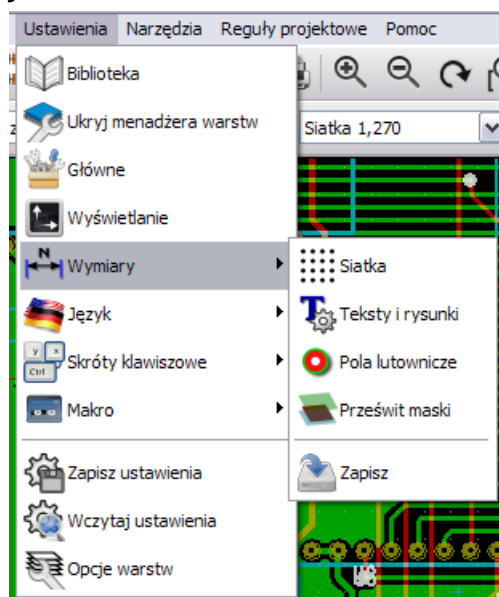 Ustawienia Narzędzia Reguły projektowe Pomoc
Biblioteka
Ukryj menadżera warstw
Siatka 1,270
Główne
Wyświetlanie
N
Wymiary
Siatka
Język
Teksty i rysunki
y x
Ctrl
Skróty klawiszowe
Pola lutownicze
Makro
Prześwit maski
Zapisz ustawienia
Zapisz
Wczytaj ustawienia
Opcje warstw